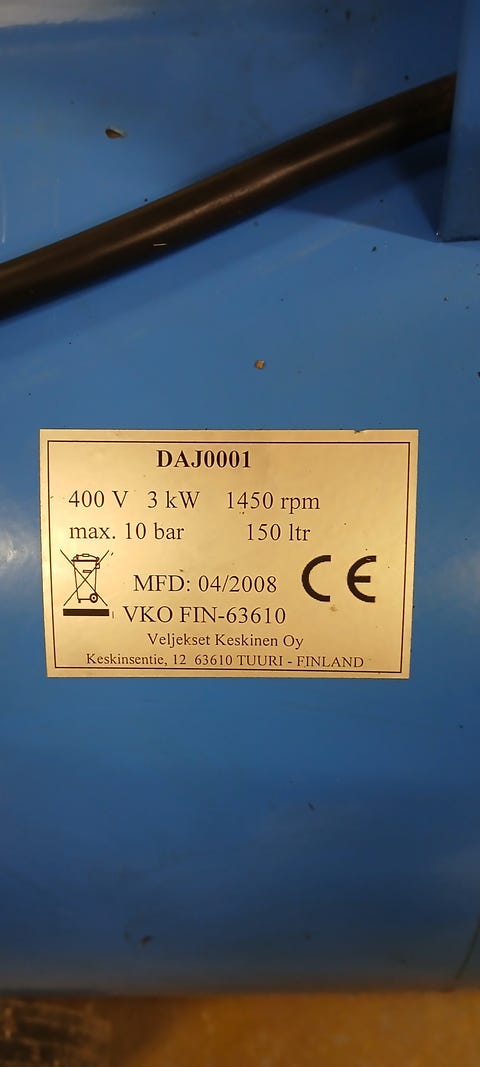 DAJ0001
400 V 3 kW 1450 rpm
max. 10 bar 150 ltr
MFD: 04/2008 CE
VKO FIN-63610
Veljekset Keskinen Oy
Keskinsentie, 12 63610 TUURI - FINLAND